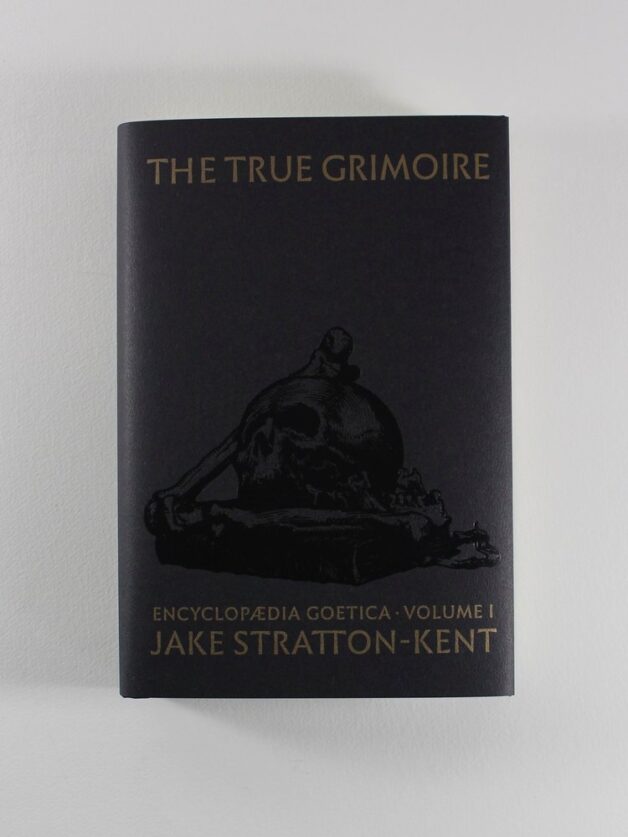 THE TRUE GRIMOIRE
ENCYCLOPÆDIA GOETICA · VOLUME I
JAKE STRATTON-KENT